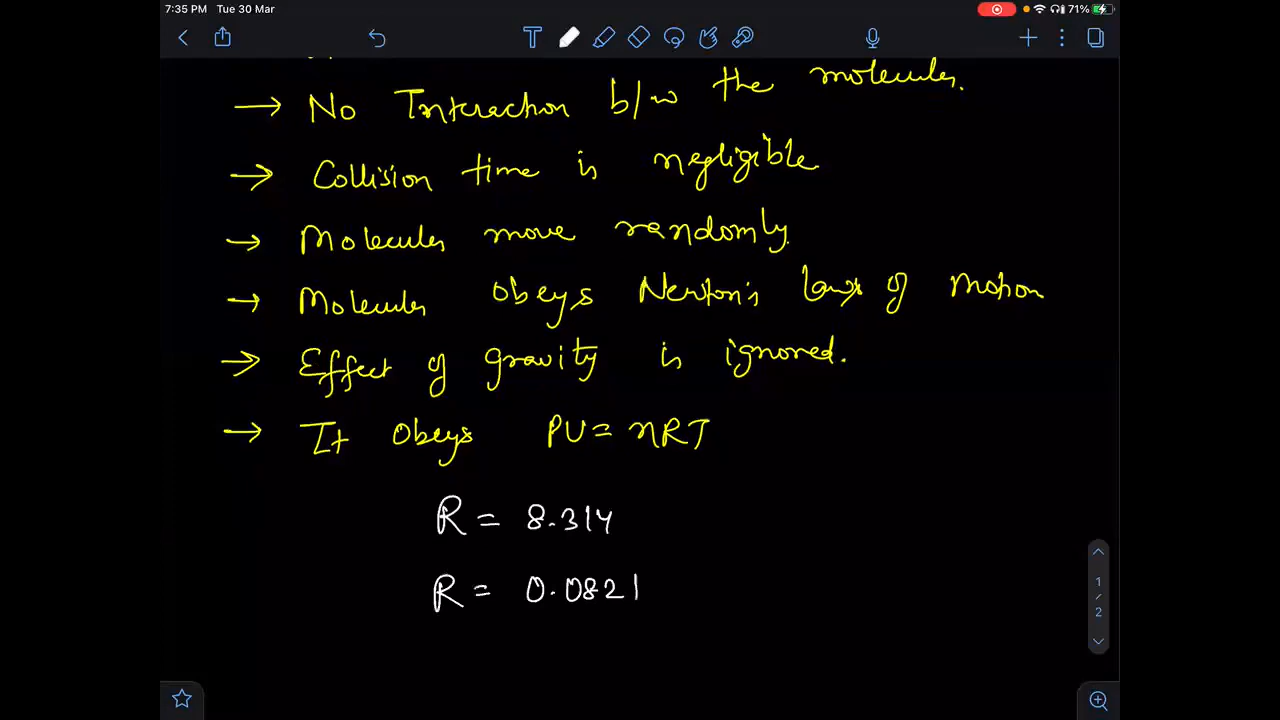 7:35 PM Tue 30 Mar 71%
→ No Interaction b/w the molecules.
→ Collision time is negligible
→ Molecules move randomly.
→ Molecules obeys Newton's laws of motion
→ Effect of gravity is ignored.
→ It obeys PV = nRT
R = 8.314
R = 0.0821
1
/
2